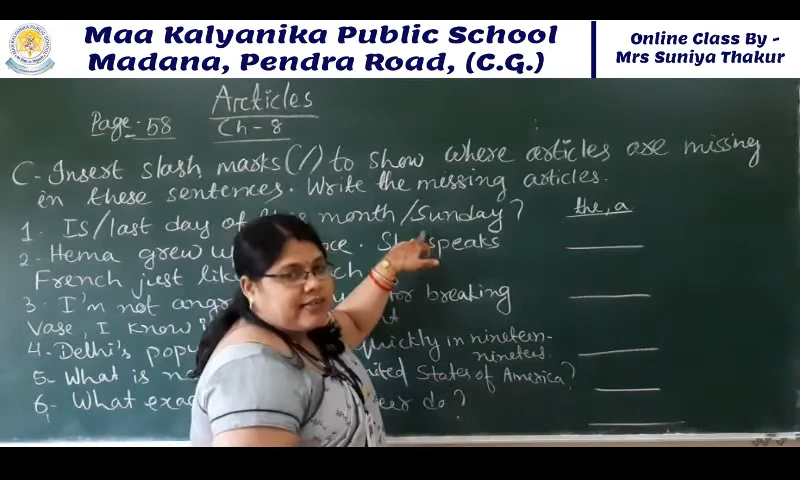 Maa Kalyanika Public School
Madana, Pendra Road, (C.G.)
Online Class By -
Mrs Suniya Thakur
Articles
Page-58
Ch-8
C-Insert slash marks(/) to show where articles are missing
in these sentences. Write the missing articles.
1. Is/last day of month/Sunday? the, a
2. Hema grew speaks
French just like
3. I'm not angry for breaking
vase, I know
4. Delhi's quickly in nineteen-
nineties.
5. What is United States of America?
6. What do?